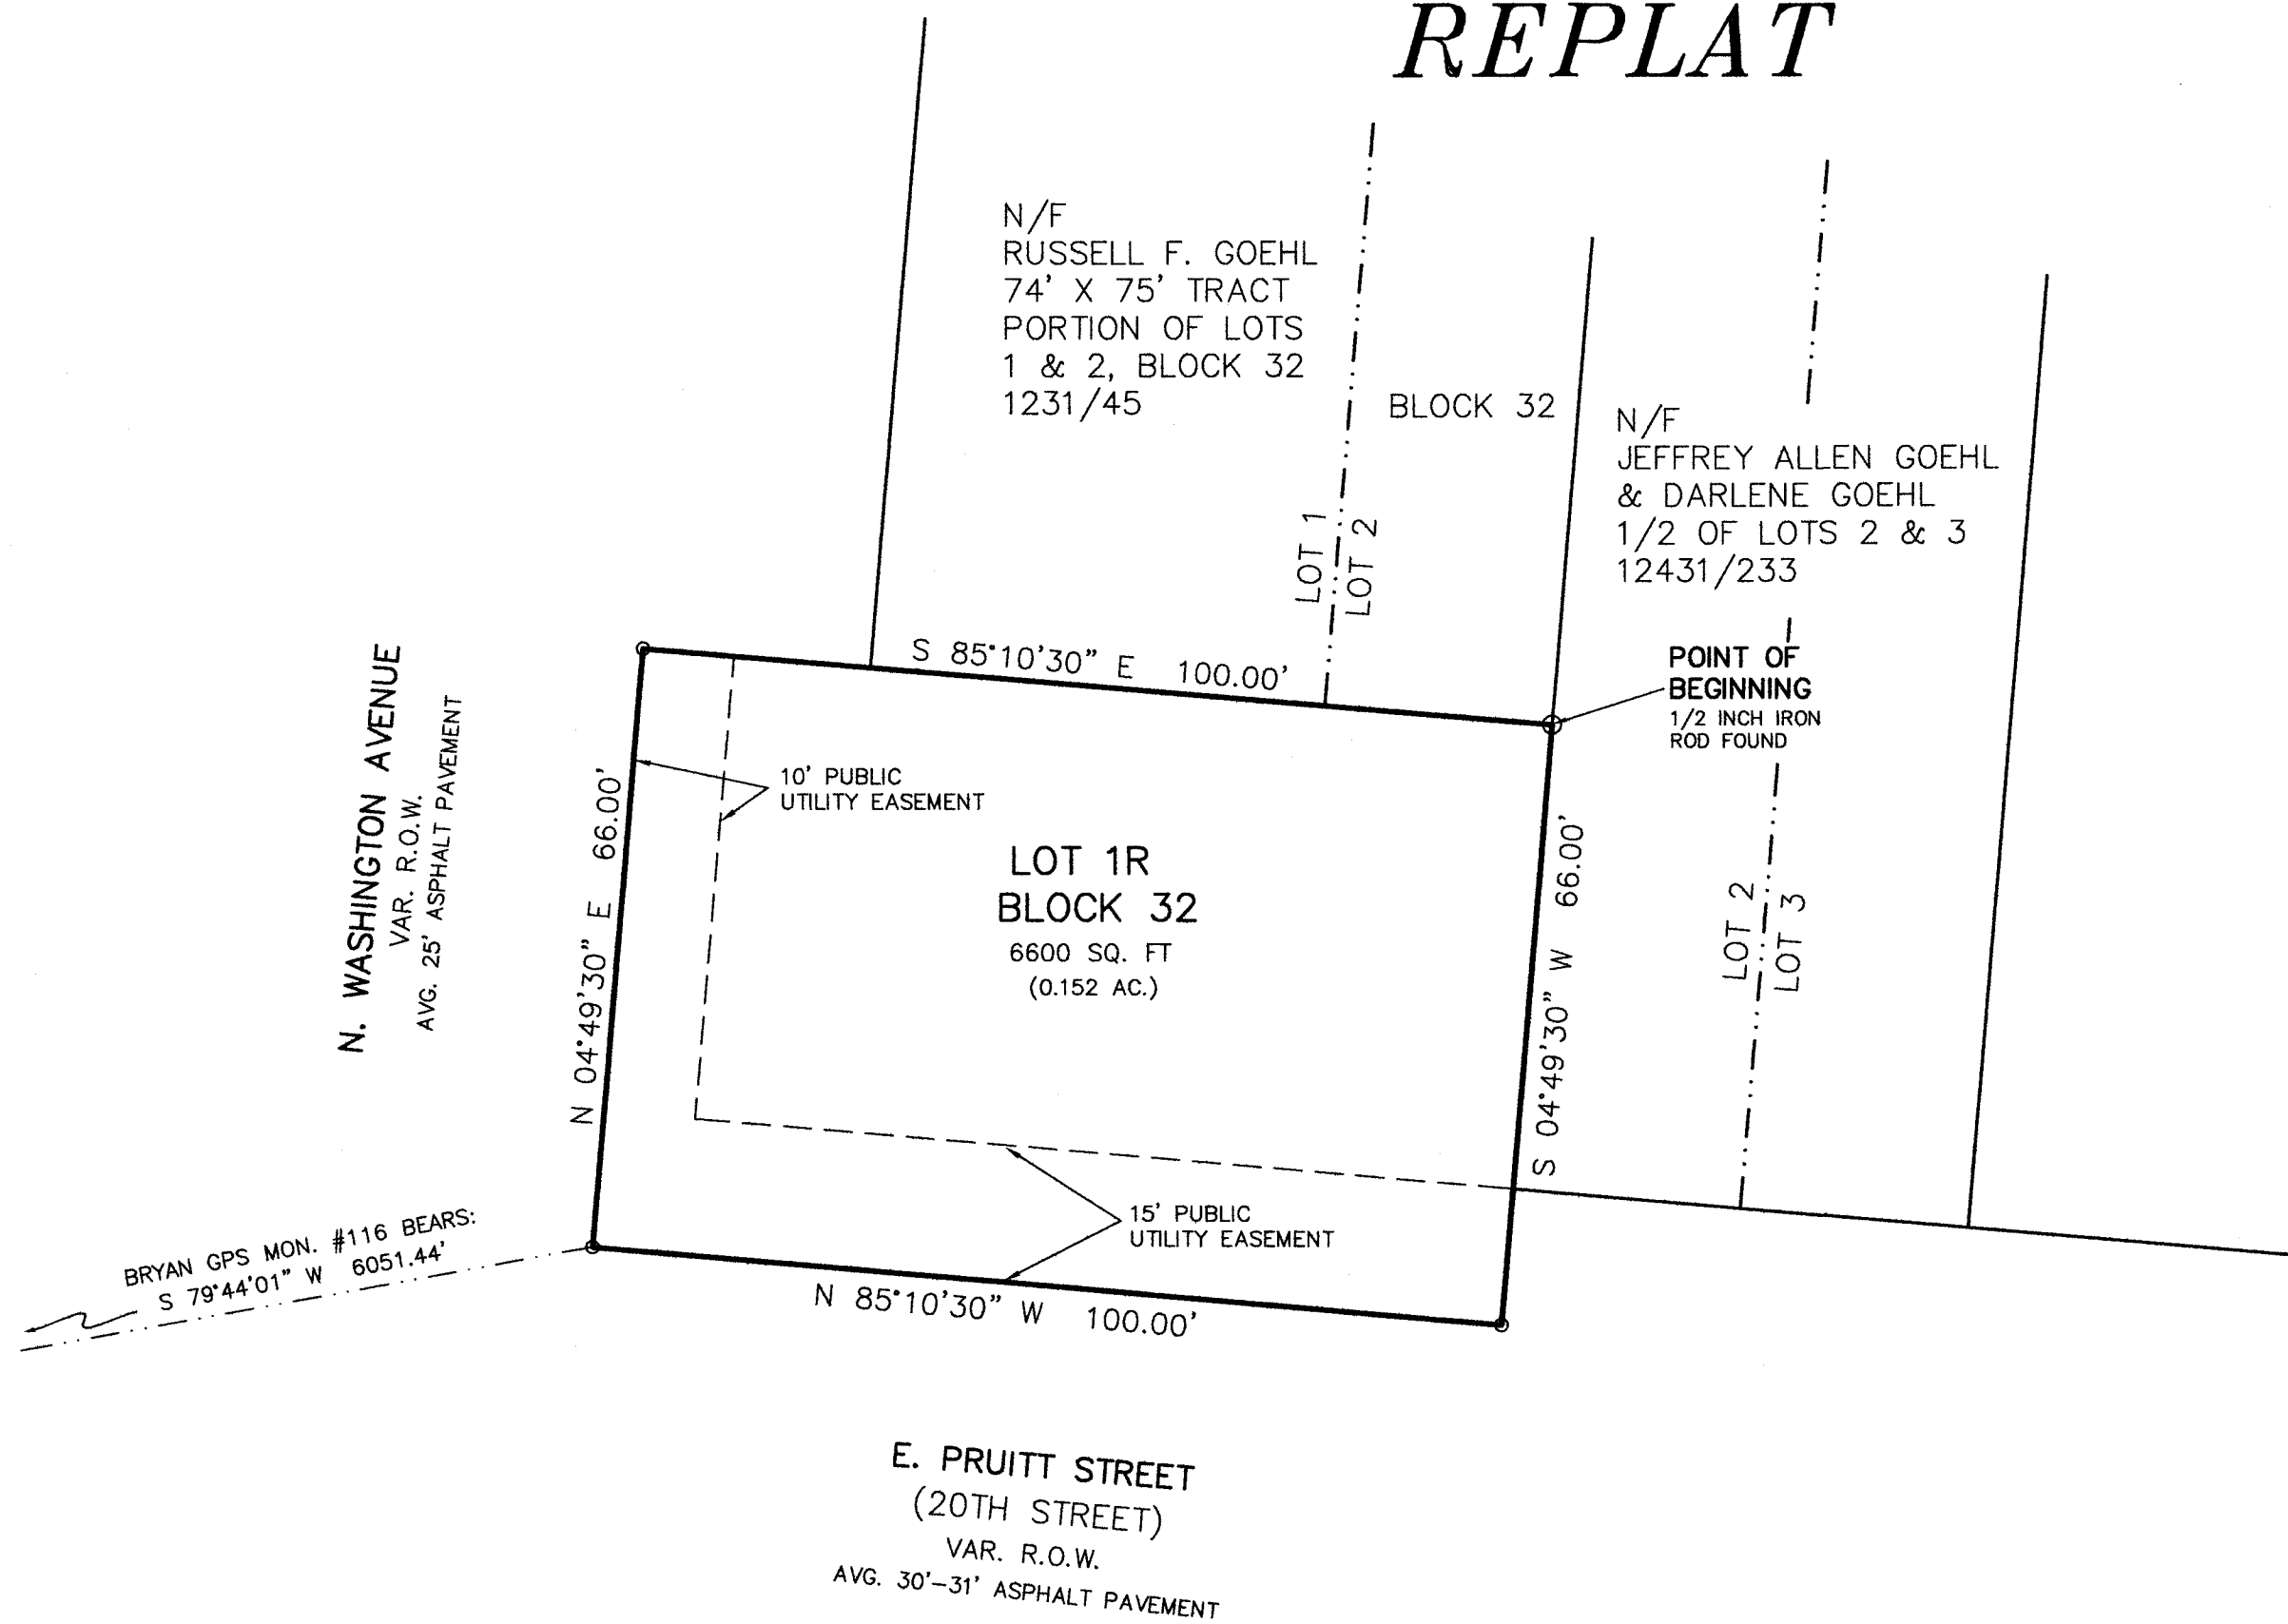 REPLAT
N/F
RUSSELL F. GOEHL
74' X 75' TRACT
PORTION OF LOTS
1 & 2, BLOCK 32
1231/45
BLOCK 32
N/F
JEFFREY ALLEN GOEHL
& DARLENE GOEHL
1/2 OF LOTS 2 & 3
12431/233
LOT 1
LOT 2
S 85°10'30" E 100.00'
POINT OF
BEGINNING
1/2 INCH IRON
ROD FOUND
N. WASHINGTON AVENUE
VAR. R.O.W.
AVG. 25' ASPHALT PAVEMENT
N 04°49'30" E 66.00'
10' PUBLIC
UTILITY EASEMENT
LOT 1R
BLOCK 32
6600 SQ. FT
(0.152 AC.)
S 04°49'30" W 66.00'
LOT 2
LOT 3
15' PUBLIC
UTILITY EASEMENT
BRYAN GPS MON. #116 BEARS:
S 79°44'01" W 6051.44'
N 85°10'30" W 100.00'
E. PRUITT STREET
(20TH STREET)
VAR. R.O.W.
AVG. 30'-31' ASPHALT PAVEMENT